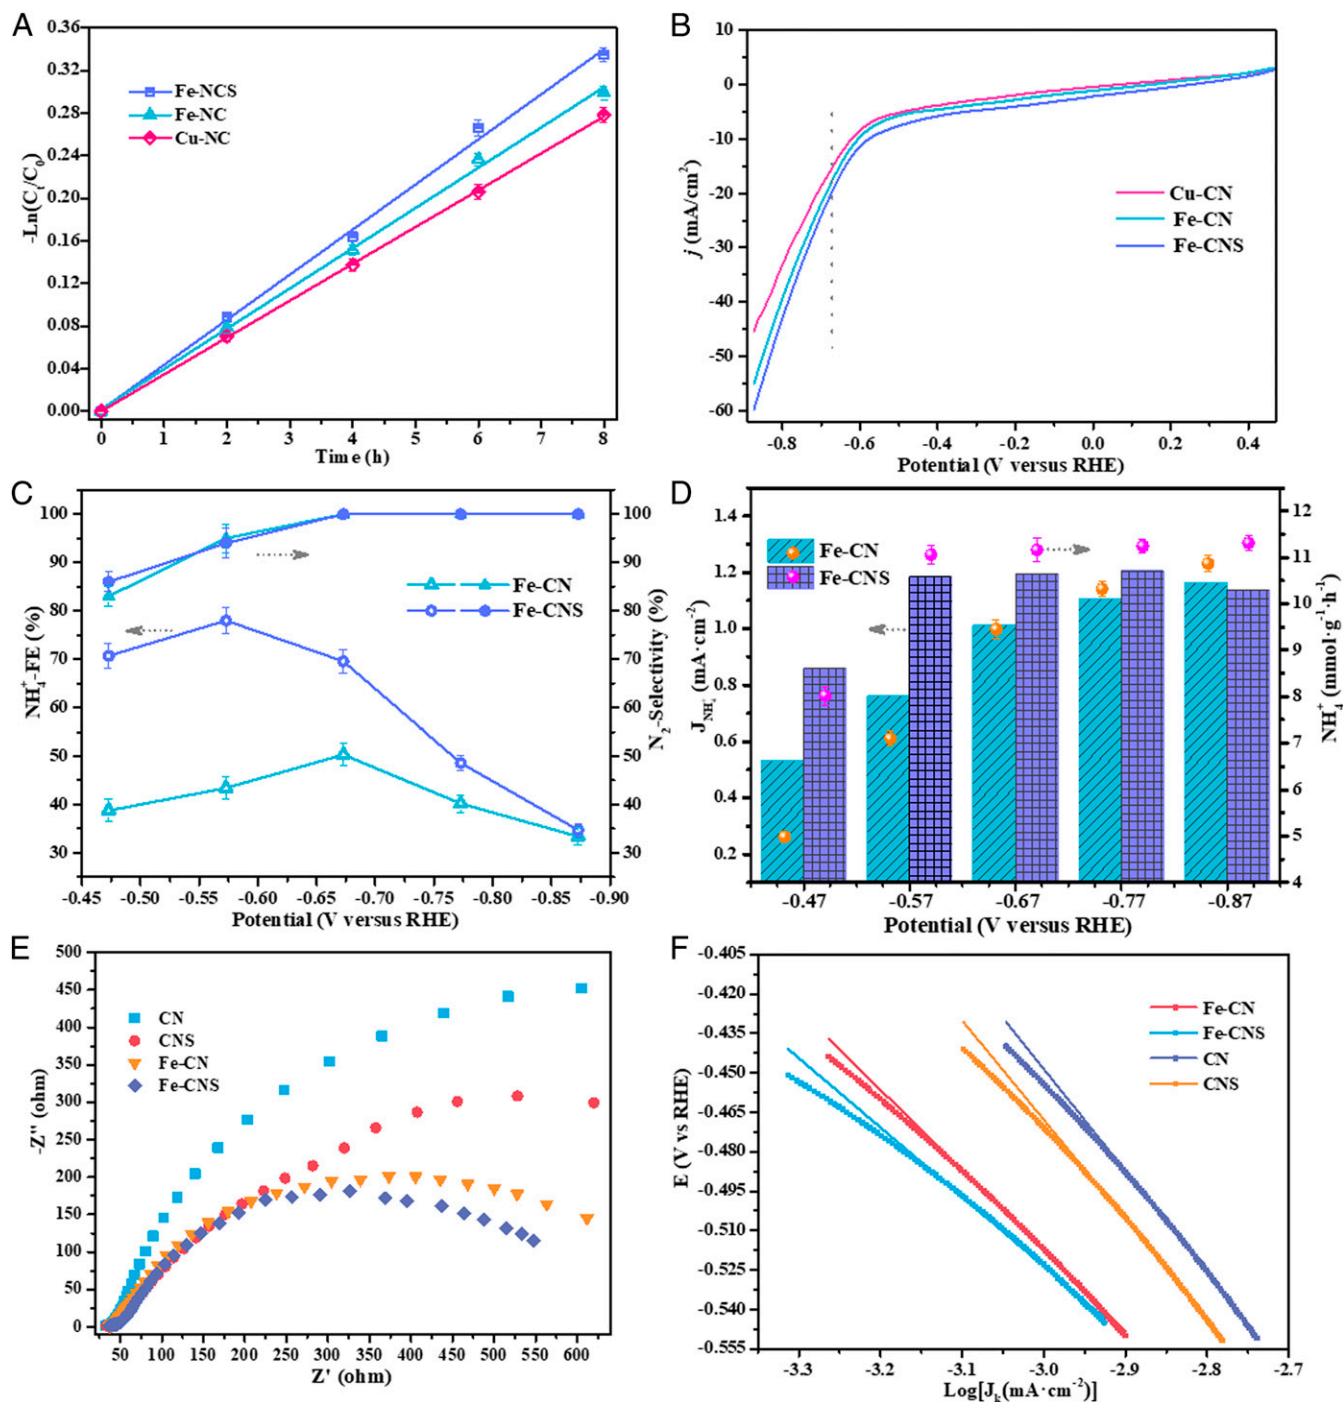 A
0.36
0.32
0.28
0.24
0.20
0.16
0.12
0.08
0.04
0.00
-Ln(Cᵢ/C₀)
Fe-NCS
Fe-NC
Cu-NC
0 1 2 3 4 5 6 7 8
Time (h)
B
10
0
-10
-20
-30
-40
-50
-60
j (mA/cm²)
Cu-CN
Fe-CN
Fe-CNS
-0.8 -0.6 -0.4 -0.2 0.0 0.2 0.4
Potential (V versus RHE)
C
100
90
80
70
60
50
40
30
NH₄⁺-FE (%)
Fe-CN
Fe-CNS
100
90
80
70
60
50
40
30
N₂-Selectivity (%)
-0.45 -0.50 -0.55 -0.60 -0.65 -0.70 -0.75 -0.80 -0.85 -0.90
Potential (V versus RHE)
D
1.4
1.2
1.0
0.8
0.6
0.4
0.2
(mA·cm⁻²)
Fe-CN
Fe-CNS
12
11
10
9
8
7
6
5
4
NH₄⁺ (mmol·g⁻¹·h⁻¹)
-0.47 -0.57 -0.67 -0.77 -0.87
Potential (V versus RHE)
E
500
450
400
350
300
250
200
150
100
50
0
-Z'' (ohm)
CN
CNS
Fe-CN
Fe-CNS
50 100 150 200 250 300 350 400 450 500 550 600
Z' (ohm)
F
-0.405
-0.420
-0.435
-0.450
-0.465
-0.480
-0.495
-0.510
-0.525
-0.540
-0.555
E (V vs RHE)
Fe-CN
Fe-CNS
CN
CNS
-3.3 -3.2 -3.1 -3.0 -2.9 -2.8 -2.7
Log[Jₖ(mA·cm⁻²)]